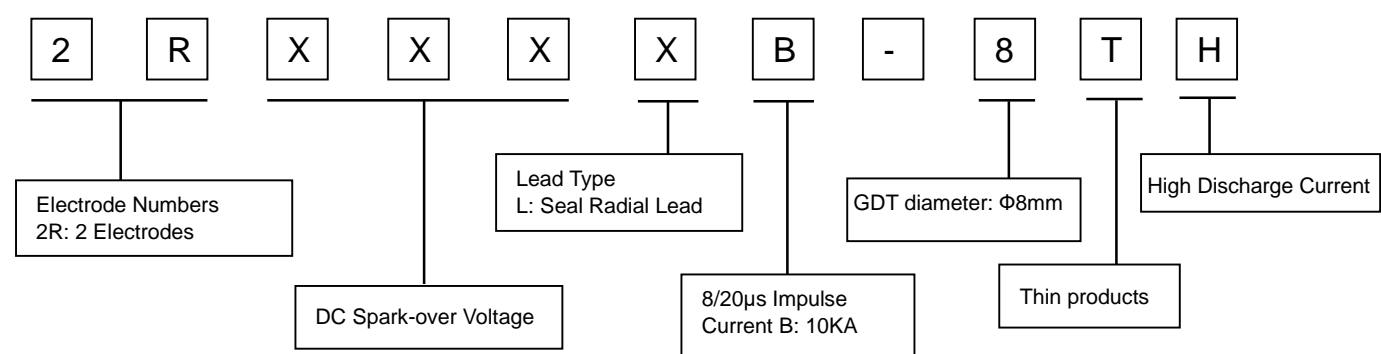 2 R X X X X B - 8 T H
Electrode Numbers
2R: 2 Electrodes
DC Spark-over Voltage
Lead Type
L: Seal Radial Lead
8/20µs Impulse
Current B: 10KA
GDT diameter: Φ8mm
Thin products
High Discharge Current